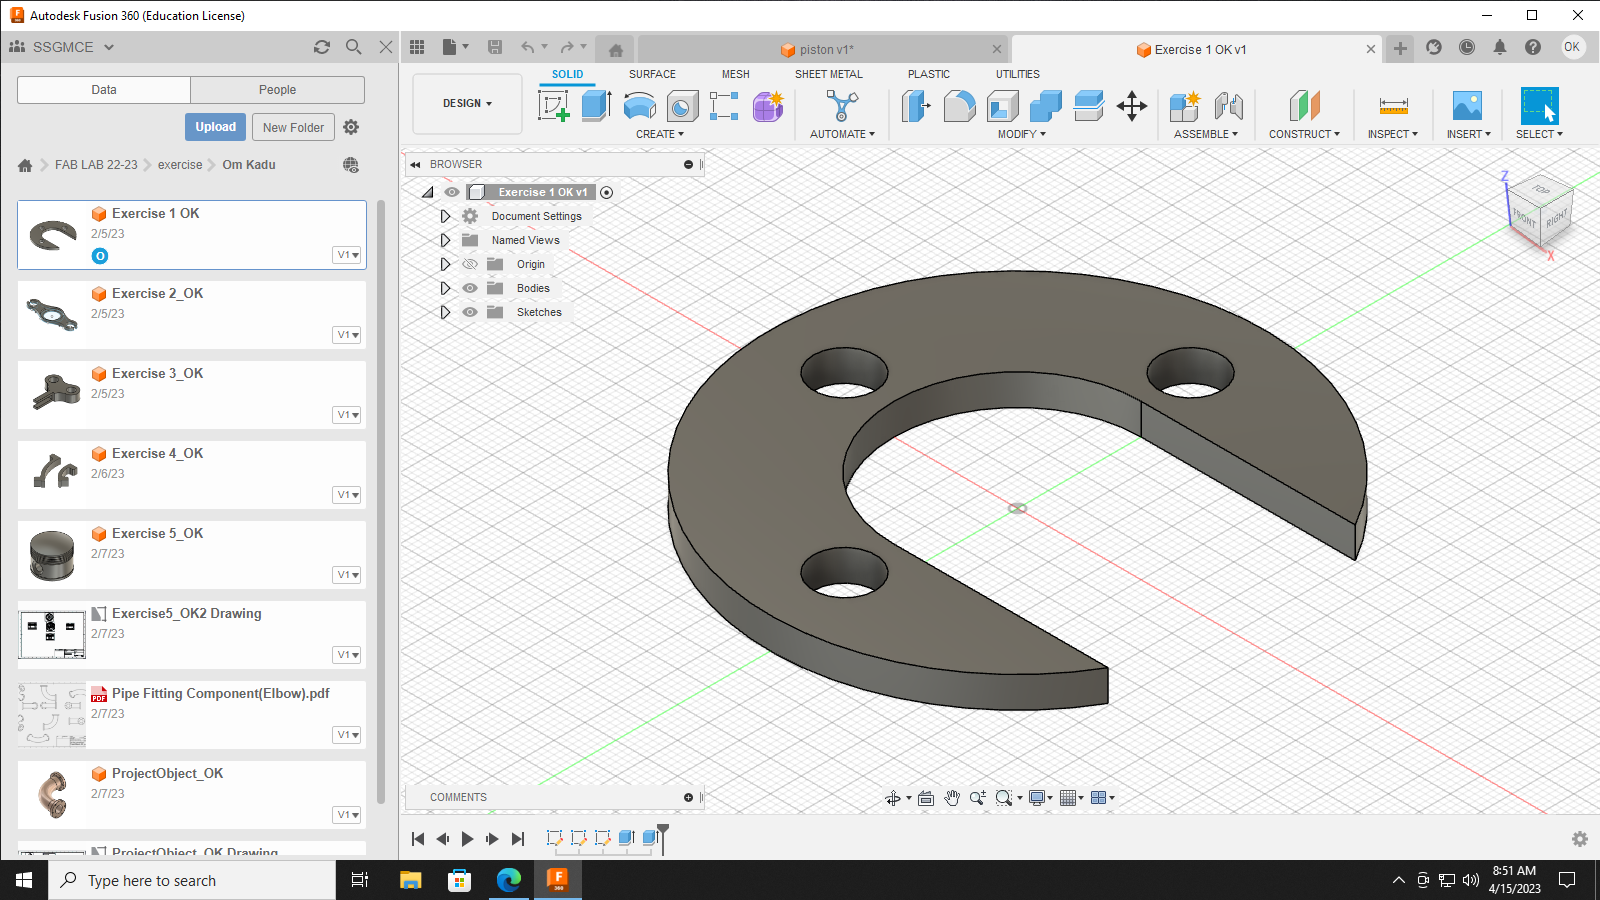 Autodesk Fusion 360 (Education License)
SSGMCE
piston v1*
Exercise 1 OK v1
OK
Data
People
Upload
New Folder
FAB LAB 22-23
exercise
Om Kadu
Exercise 1 OK
2/5/23
O
V1
Exercise 2_OK
2/5/23
V1
Exercise 3_OK
2/5/23
V1
Exercise 4_OK
2/6/23
V1
Exercise 5_OK
2/7/23
V1
Exercise5_OK2 Drawing
2/7/23
V1
PDF
Pipe Fitting Component(Elbow).pdf
2/7/23
V1
ProjectObject_OK
2/7/23
V1
ProjectObject_OK Drawing
DESIGN
SOLID
SURFACE
MESH
SHEET METAL
PLASTIC
UTILITIES
CREATE
AUTOMATE
MODIFY
ASSEMBLE
CONSTRUCT
INSPECT
INSERT
SELECT
BROWSER
Exercise 1 OK v1
Document Settings
Named Views
Origin
Bodies
Sketches
Z
TOP
FRONT
RIGHT
X
COMMENTS
Type here to search
F
360
8:51 AM
4/15/2023